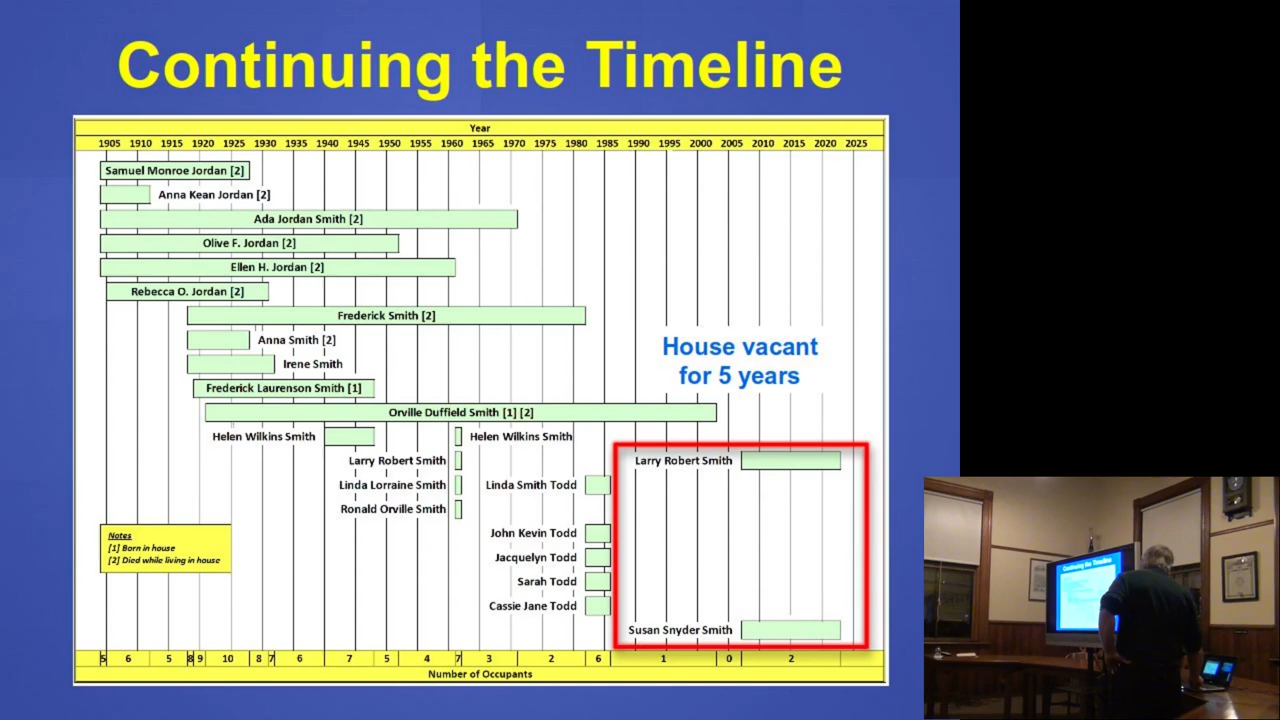 Continuing the Timeline
Year
1905 1910 1915 1920 1925 1930 1935 1940 1945 1950 1955 1960 1965 1970 1975 1980 1985 1990 1995 2000 2005 2010 2015 2020 2025
Samuel Monroe Jordan [2]
Anna Kean Jordan [2]
Ada Jordan Smith [2]
Olive F. Jordan [2]
Ellen H. Jordan [2]
Rebecca O. Jordan [2]
Frederick Smith [2]
Anna Smith [2]
Irene Smith
House vacant
for 5 years
Frederick Laurenson Smith [1]
Orville Duffield Smith [1] [2]
Helen Wilkins Smith Helen Wilkins Smith
Larry Robert Smith Larry Robert Smith
Linda Lorraine Smith Linda Smith Todd
Ronald Orville Smith
John Kevin Todd
Jacquelyn Todd
Sarah Todd
Cassie Jane Todd
Susan Snyder Smith
Notes
[1] Born in house
[2] Died while living in house
5 6 5 8 9 10 8 7 6 7 5 4 7 3 2 6 1 0 2
Number of Occupants
Continuing the Timeline